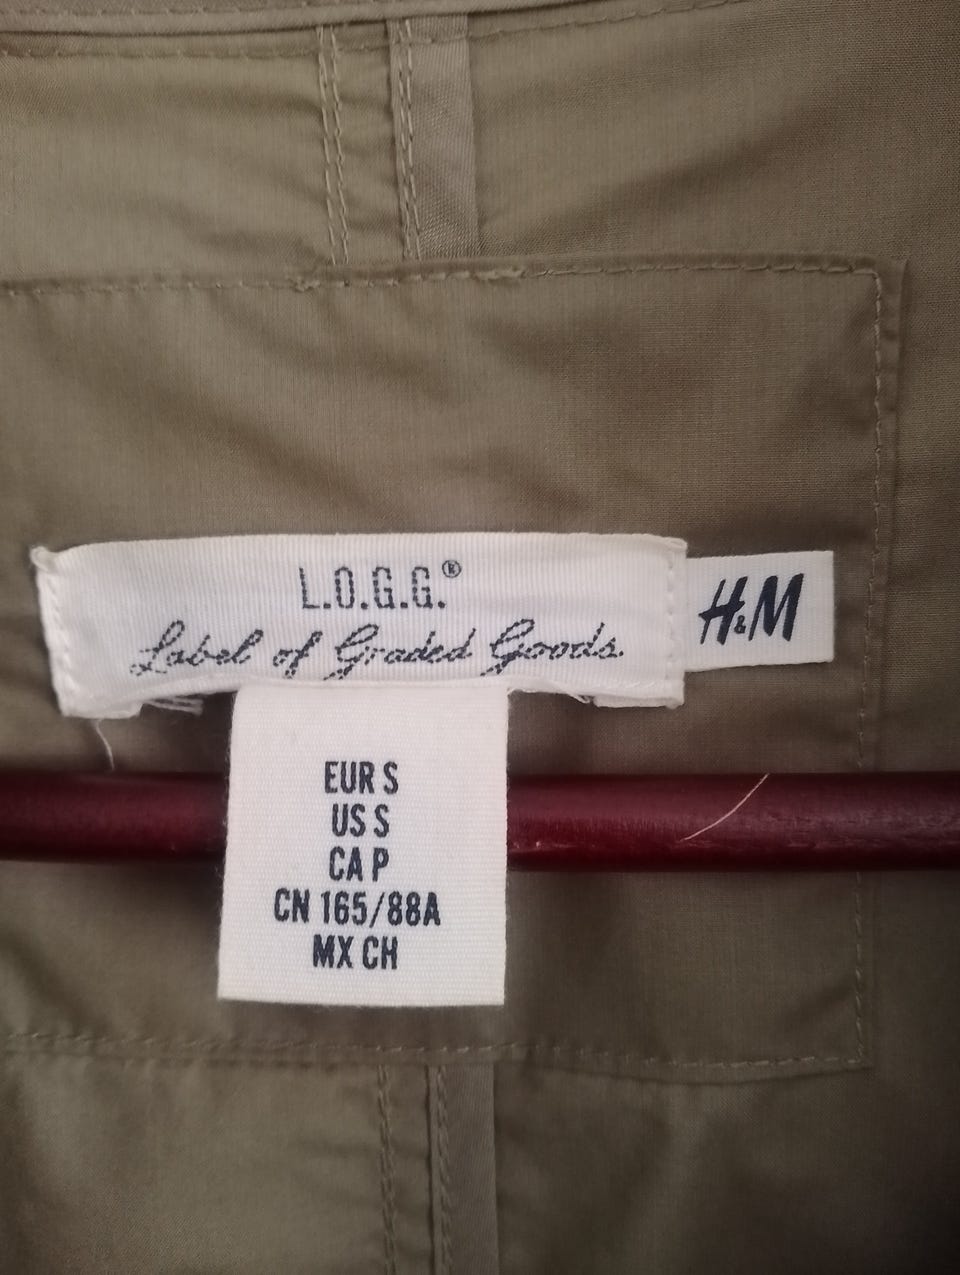 L.O.G.G.®
Label of Graded Goods.
H&M
EUR S
US S
CA P
CN 165/88A
MX CH